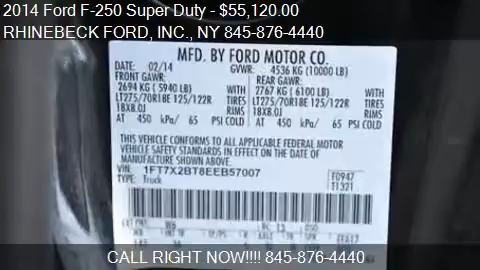 2014 Ford F-250 Super Duty - $55,120.00
RHINEBECK FORD, INC., NY 845-876-4440
MFD. BY FORD MOTOR CO.
DATE: 02/14 GVWR: 4536 KG (10000 LB)
FRONT GAWR: REAR GAWR:
2694 KG ( 5940 LB) 2767 KG ( 6100 LB)
LT275/70R18E 125/122R TIRES LT275/70R18E 125/122R TIRES
18X8.0J RIMS 18X8.0J RIMS
AT 450 kPa/ 65 PSI COLD AT 450 kPa/ 65 PSI COLD
THIS VEHICLE CONFORMS TO ALL APPLICABLE FEDERAL MOTOR
VEHICLE SAFETY STANDARDS IN EFFECT ON THE DATE OF
MANUFACTURE SHOWN ABOVE.
VIN: 1FT7X2BT8EEB57007 F0947
TYPE: Truck T1321
CALL RIGHT NOW!!!! 845-876-4440